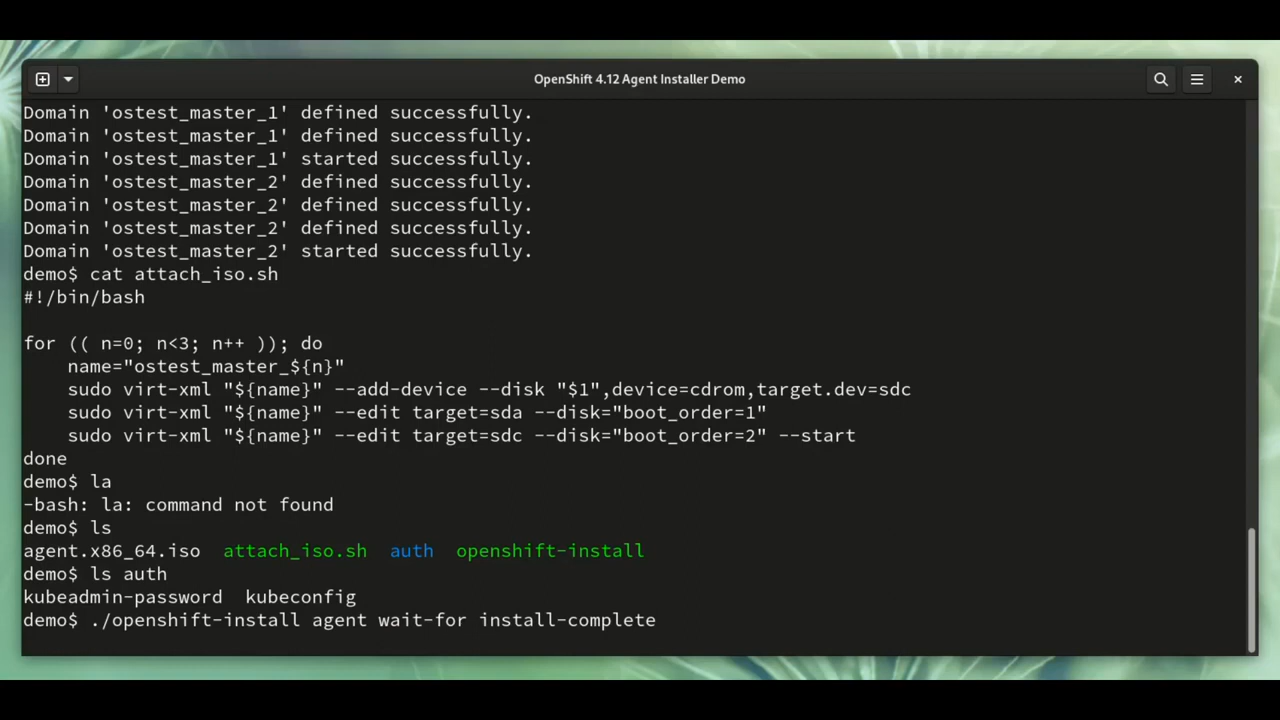 OpenShift 4.12 Agent Installer Demo
Domain 'ostest_master_1' defined successfully.
Domain 'ostest_master_1' defined successfully.
Domain 'ostest_master_1' started successfully.
Domain 'ostest_master_2' defined successfully.
Domain 'ostest_master_2' defined successfully.
Domain 'ostest_master_2' defined successfully.
Domain 'ostest_master_2' started successfully.
demo$ cat attach_iso.sh
#!/bin/bash
for (( n=0; n<3; n++ )); do
    name="ostest_master_${n}"
    sudo virt-xml "${name}" --add-device --disk "$1",device=cdrom,target.dev=sdc
    sudo virt-xml "${name}" --edit target=sda --disk="boot_order=1"
    sudo virt-xml "${name}" --edit target=sdc --disk="boot_order=2" --start
done
demo$ la
-bash: la: command not found
demo$ ls
agent.x86_64.iso  attach_iso.sh  auth  openshift-install
demo$ ls auth
kubeadmin-password  kubeconfig
demo$ ./openshift-install agent wait-for install-complete